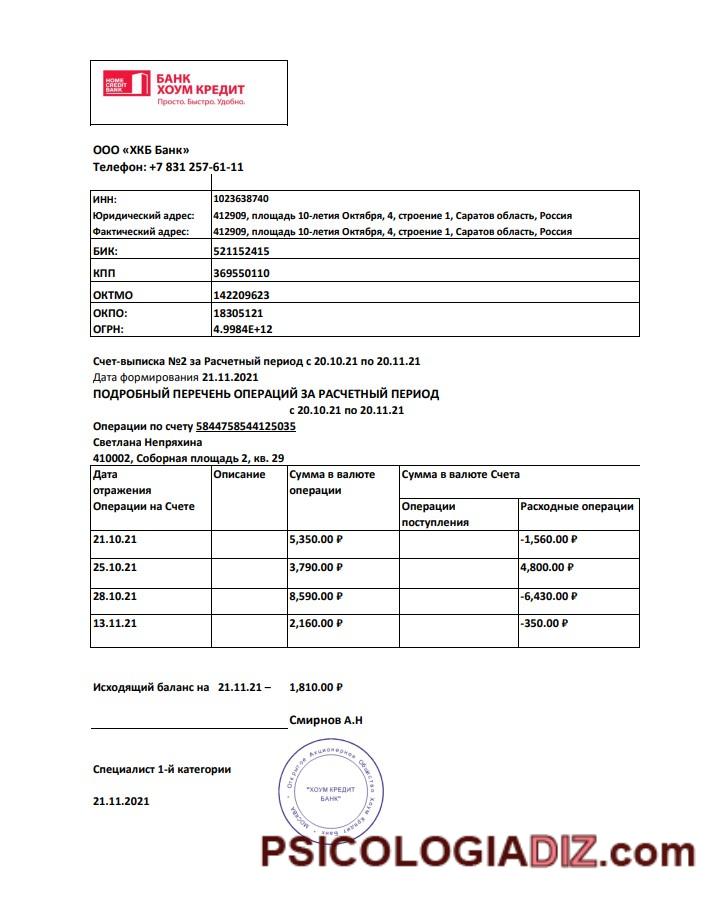 HOME
CREDIT
BANK
БАНК
ХОУМ КРЕДИТ
Просто. Быстро. Удобно.
ООО «ХКБ Банк»
Телефон: +7 831 257-61-11
ИНН: 1023638740
Юридический адрес: 412909, площадь 10-летия Октября, 4, строение 1, Саратов область, Россия
Фактический адрес: 412909, площадь 10-летия Октября, 4, строение 1, Саратов область, Россия
БИК: 521152415
КПП 369550110
ОКТМО 142209623
ОКПО: 18305121
ОГРН: 4.9984E+12
Счет-выписка №2 за Расчетный период с 20.10.21 по 20.11.21
Дата формирования 21.11.2021
ПОДРОБНЫЙ ПЕРЕЧЕНЬ ОПЕРАЦИЙ ЗА РАСЧЕТНЫЙ ПЕРИОД
с 20.10.21 по 20.11.21
Операции по счету 5844758544125035
Светлана Непряхина
410002, Соборная площадь 2, кв. 29
Дата отражения Операции на Счете Описание Сумма в валюте операции Сумма в валюте Счета
Операции поступления Расходные операции
21.10.21 5,350.00 ₽ -1,560.00 ₽
25.10.21 3,790.00 ₽ 4,800.00 ₽
28.10.21 8,590.00 ₽ -6,430.00 ₽
13.11.21 2,160.00 ₽ -350.00 ₽
Исходящий баланс на 21.11.21 – 1,810.00 ₽
Смирнов А.Н
Специалист 1-й категории
21.11.2021
Открытое Акционерное Общество Хоум Кредит Банк * МОСКВА *
"ХОУМ КРЕДИТ
БАНК"
PSICOLOGIADIZ.com